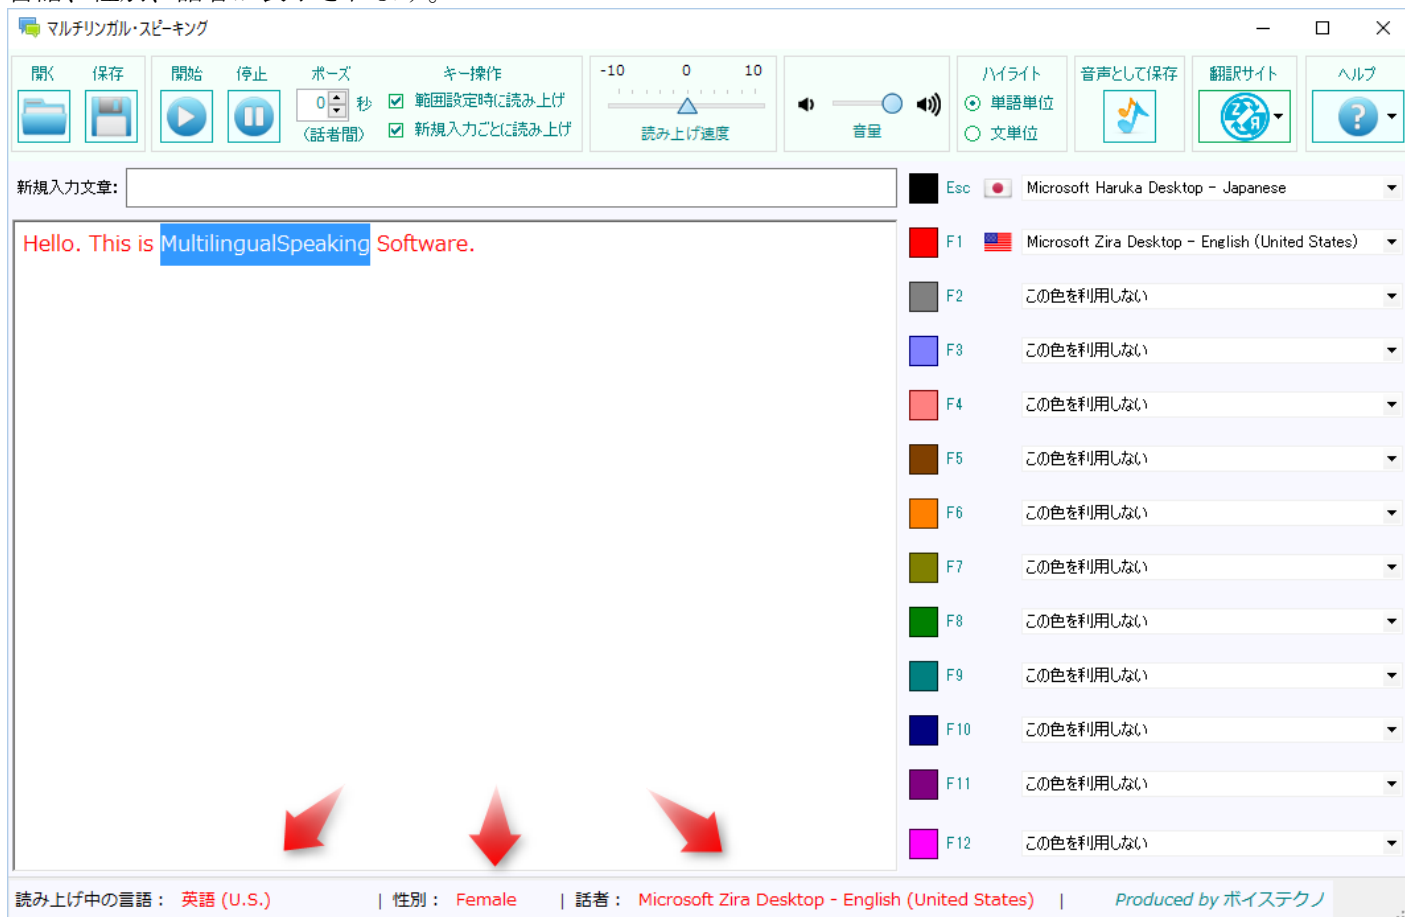 マルチリンガル・スピーキング
開く 保存 開始 停止 ポーズ キー操作 -10 0 10 ハイライト 音声として保存 翻訳サイト ヘルプ
0 秒 範囲設定時に読み上げ 単語単位
(話者間) 新規入力ごとに読み上げ 読み上げ速度 音量 文単位
新規入力文章: Esc Microsoft Haruka Desktop - Japanese
Hello. This is MultilingualSpeaking Software. F1 Microsoft Zira Desktop - English (United States)
F2 この色を利用しない
F3 この色を利用しない
F4 この色を利用しない
F5 この色を利用しない
F6 この色を利用しない
F7 この色を利用しない
F8 この色を利用しない
F9 この色を利用しない
F10 この色を利用しない
F11 この色を利用しない
F12 この色を利用しない
読み上げ中の言語: 英語 (U.S.) | 性別: Female | 話者: Microsoft Zira Desktop - English (United States) | Produced by ボイステクノ